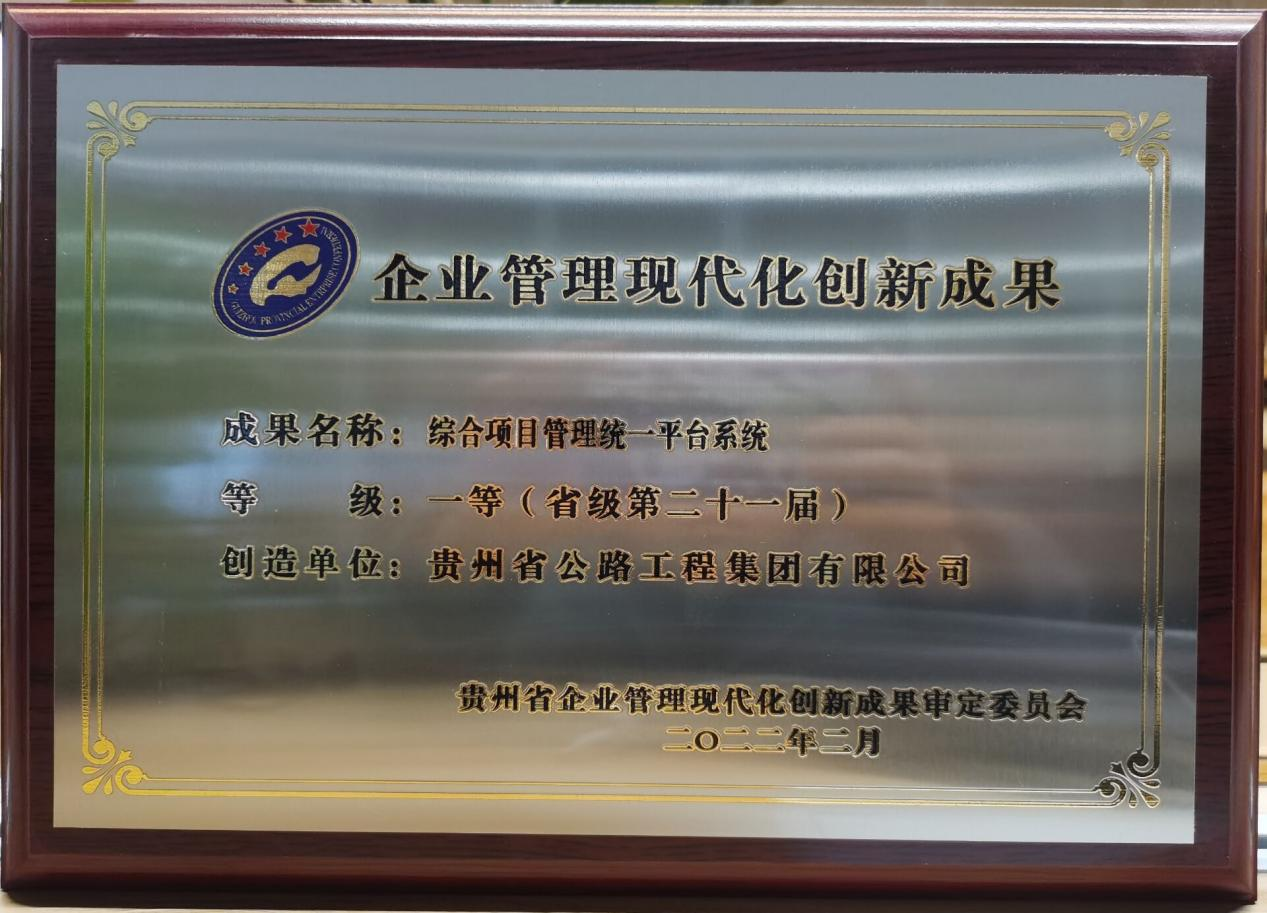 企业管理现代化创新成果
成果名称：综合项目管理统一平台系统
等　　级：一等（省级第二十一届）
创造单位：贵州省公路工程集团有限公司
贵州省企业管理现代化创新成果审定委员会
二〇二二年二月